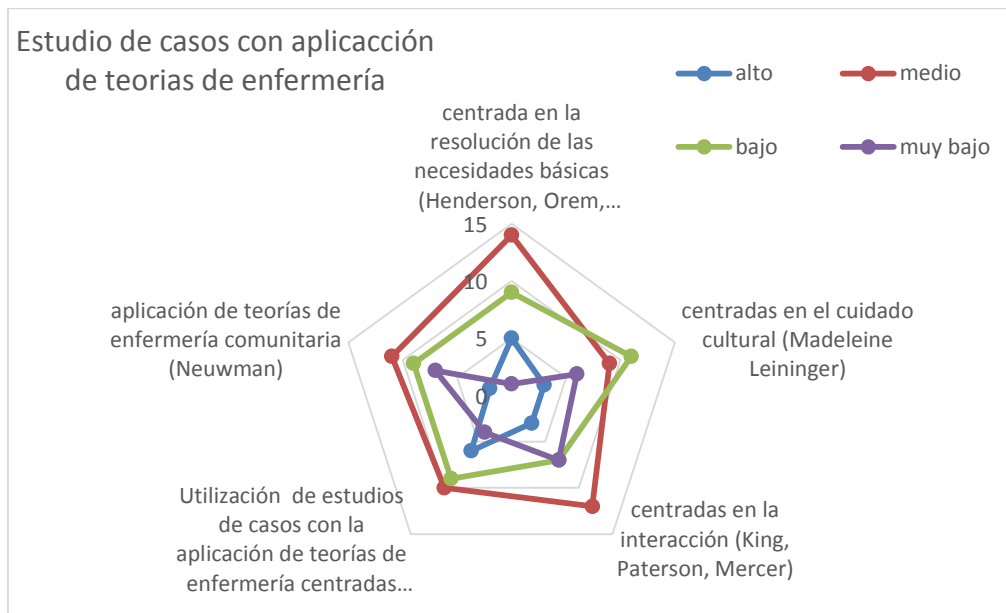 Estudio de casos con aplicacción
de teorias de enfermería
alto
medio
bajo
muy bajo
centrada en la
resolución de las
necesidades básicas
(Henderson, Orem,...
15
10
5
0
centradas en el cuidado
cultural (Madeleine
Leininger)
centradas en la
interacción (King,
Paterson, Mercer)
Utilización de estudios
de casos con la
aplicación de teorías de
enfermería centradas...
aplicación de teorías de
enfermería comunitaria
(Neuwman)